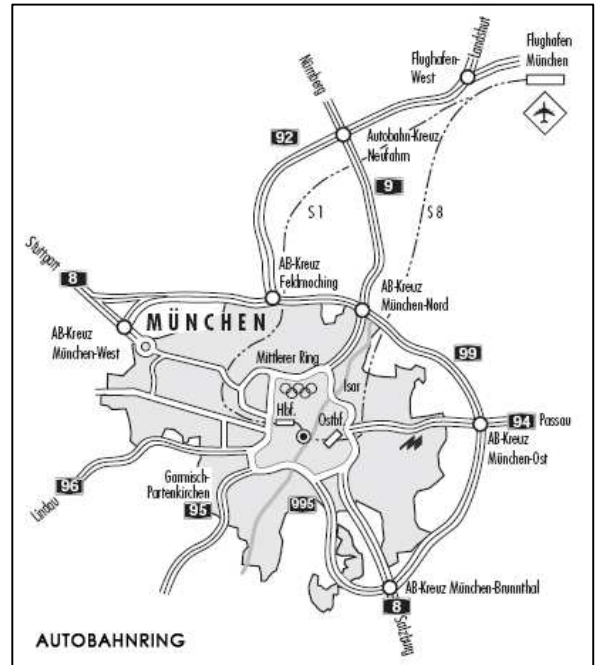 Nürnberg
Landshut
Flughafen-
West
Flughafen
München
92
Autobahn-Kreuz
Neufahrn
9
S 1
S 8
Stuttgart
8
AB-Kreuz
Feldmoching
AB-Kreuz
München-Nord
MÜNCHEN
AB-Kreuz
München-West
Mittlerer Ring
99
Isar
Hbf.
Ostbf.
94
Passau
AB-Kreuz
München-Ost
96
Lindau
Garmisch-
Partenkirchen
95
995
AB-Kreuz München-Brunnthal
8
Salzburg
AUTOBAHNRING